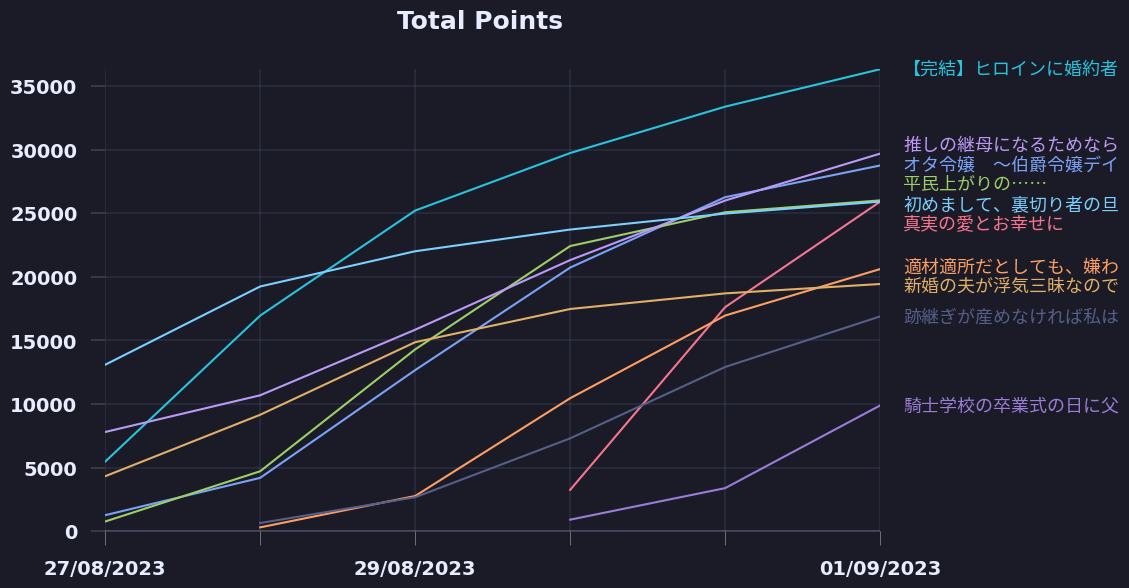 Total Points
35000
30000
25000
20000
15000
10000
5000
0
27/08/2023
29/08/2023
01/09/2023
【完結】ヒロインに婚約者
推しの継母になるためなら
オタ令嬢　～伯爵令嬢デイ
平民上がりの……
初めまして、裏切り者の旦
真実の愛とお幸せに
適材適所だとしても、嫌わ
新婚の夫が浮気三昧なので
跡継ぎが産めなければ私は
騎士学校の卒業式の日に父